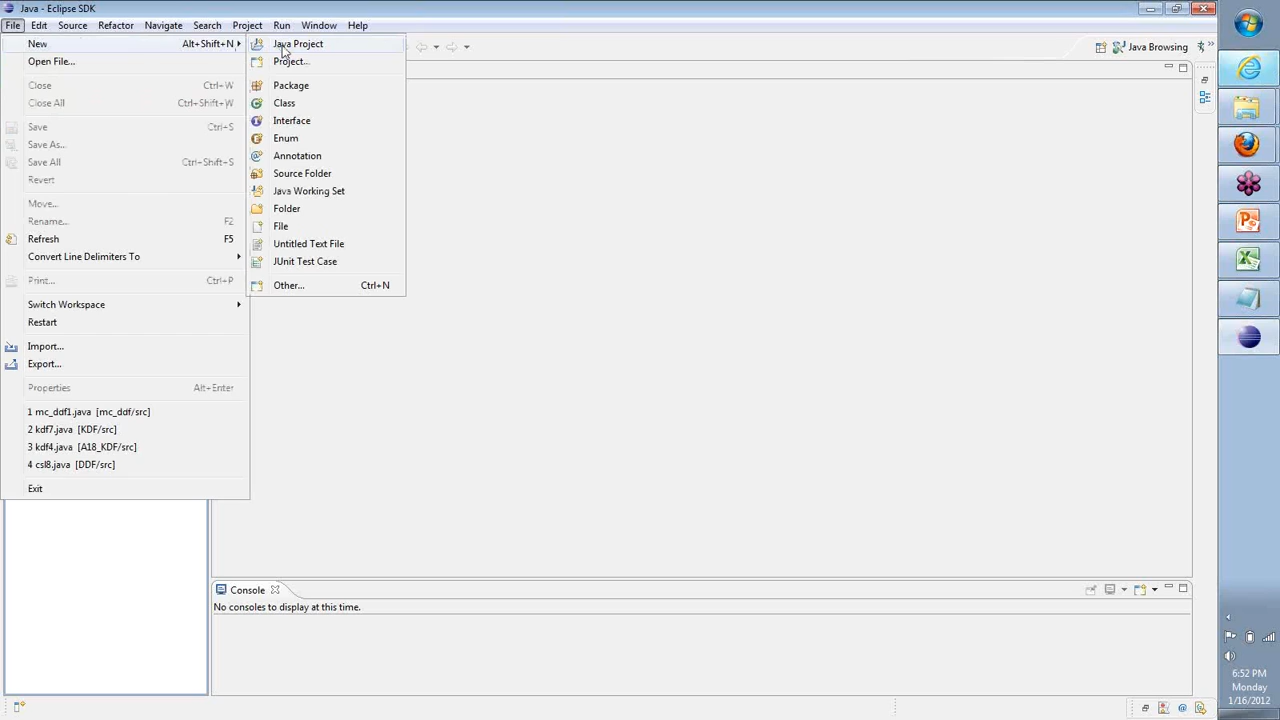 Java - Eclipse SDK
File Edit Source Refactor Navigate Search Project Run Window Help
New Alt+Shift+N
Open File...
Close Ctrl+W
Close All Ctrl+Shift+W
Save Ctrl+S
Save As...
Save All Ctrl+Shift+S
Revert
Move...
Rename... F2
Refresh F5
Convert Line Delimiters To
Print... Ctrl+P
Switch Workspace
Restart
Import...
Export...
Properties Alt+Enter
1 mc_ddf1.java [mc_ddf/src]
2 kdf7.java [KDF/src]
3 kdf4.java [A18_KDF/src]
4 csl8.java [DDF/src]
Exit
Java Project
Project...
Package
Class
Interface
Enum
Annotation
Source Folder
Java Working Set
Folder
File
Untitled Text File
JUnit Test Case
Other... Ctrl+N
Java Browsing
Console
No consoles to display at this time.
6:52 PM
Monday
1/16/2012